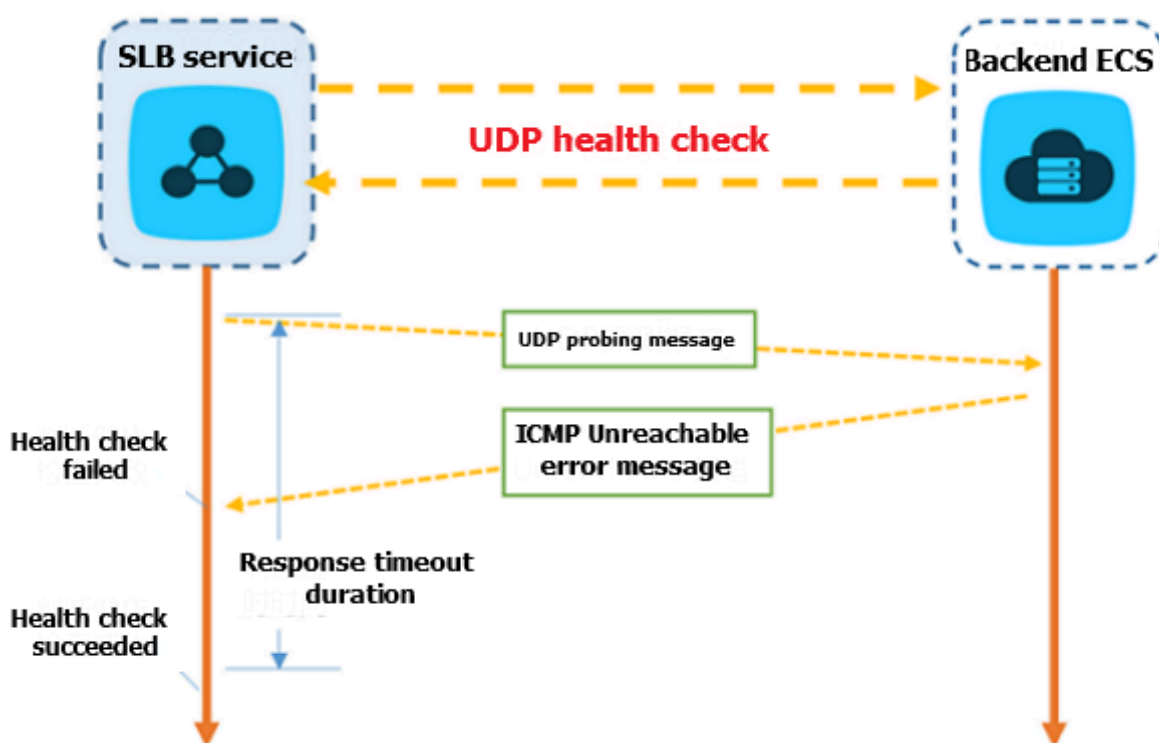 SLB service
Backend ECS
UDP health check
UDP probing message
ICMP Unreachable
error message
Health check
failed
Response timeout
duration
Health check
succeeded